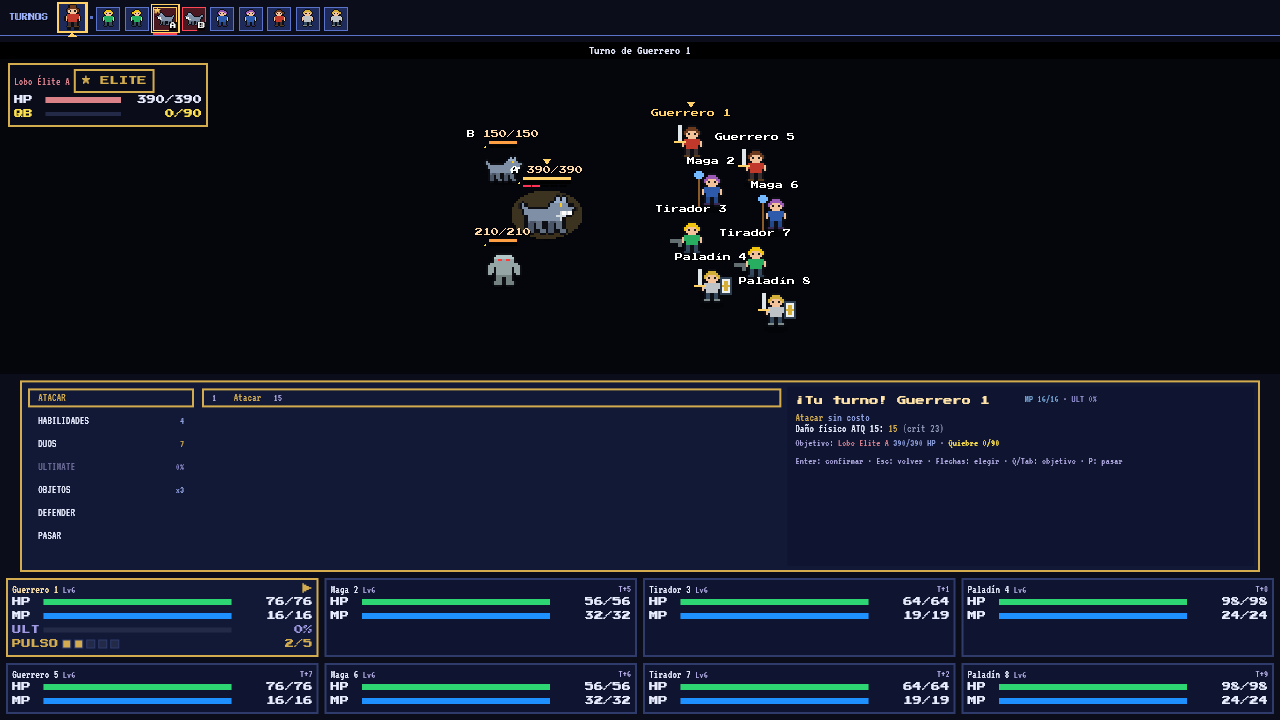 TURNOS
A
B
Turno de Guerrero 1
Lobo Élite A ★ ELITE
HP 390/390
QB 0/90
Guerrero 1
B 150/150
Guerrero 5
Maga 2
A 390/390
Maga 6
Tirador 3
210/210
Tirador 7
Paladín 4
Paladín 8
ATACAR
HABILIDADES 4
DUOS 7
ULTIMATE 0%
OBJETOS x3
DEFENDER
PASAR
1 Atacar 15
¡Tu turno! Guerrero 1 MP 16/16 · ULT 0%
Atacar sin costo
Daño físico ATQ 15: 15 (crit 23)
Objetivo: Lobo Élite A 390/390 HP · Quiebre 0/90
Enter: confirmar · Esc: volver · Flechas: elegir · Q/Tab: objetivo · P: pasar
Guerrero 1 Lv6
HP 76/76
MP 16/16
ULT 0%
PULSO 2/5
Maga 2 Lv6 T+5
HP 56/56
MP 32/32
Tirador 3 Lv6 T+1
HP 64/64
MP 19/19
Paladín 4 Lv6 T+8
HP 98/98
MP 24/24
Guerrero 5 Lv6 T+7
HP 76/76
MP 16/16
Maga 6 Lv6 T+6
HP 56/56
MP 32/32
Tirador 7 Lv6 T+2
HP 64/64
MP 19/19
Paladín 8 Lv6 T+9
HP 98/98
MP 24/24